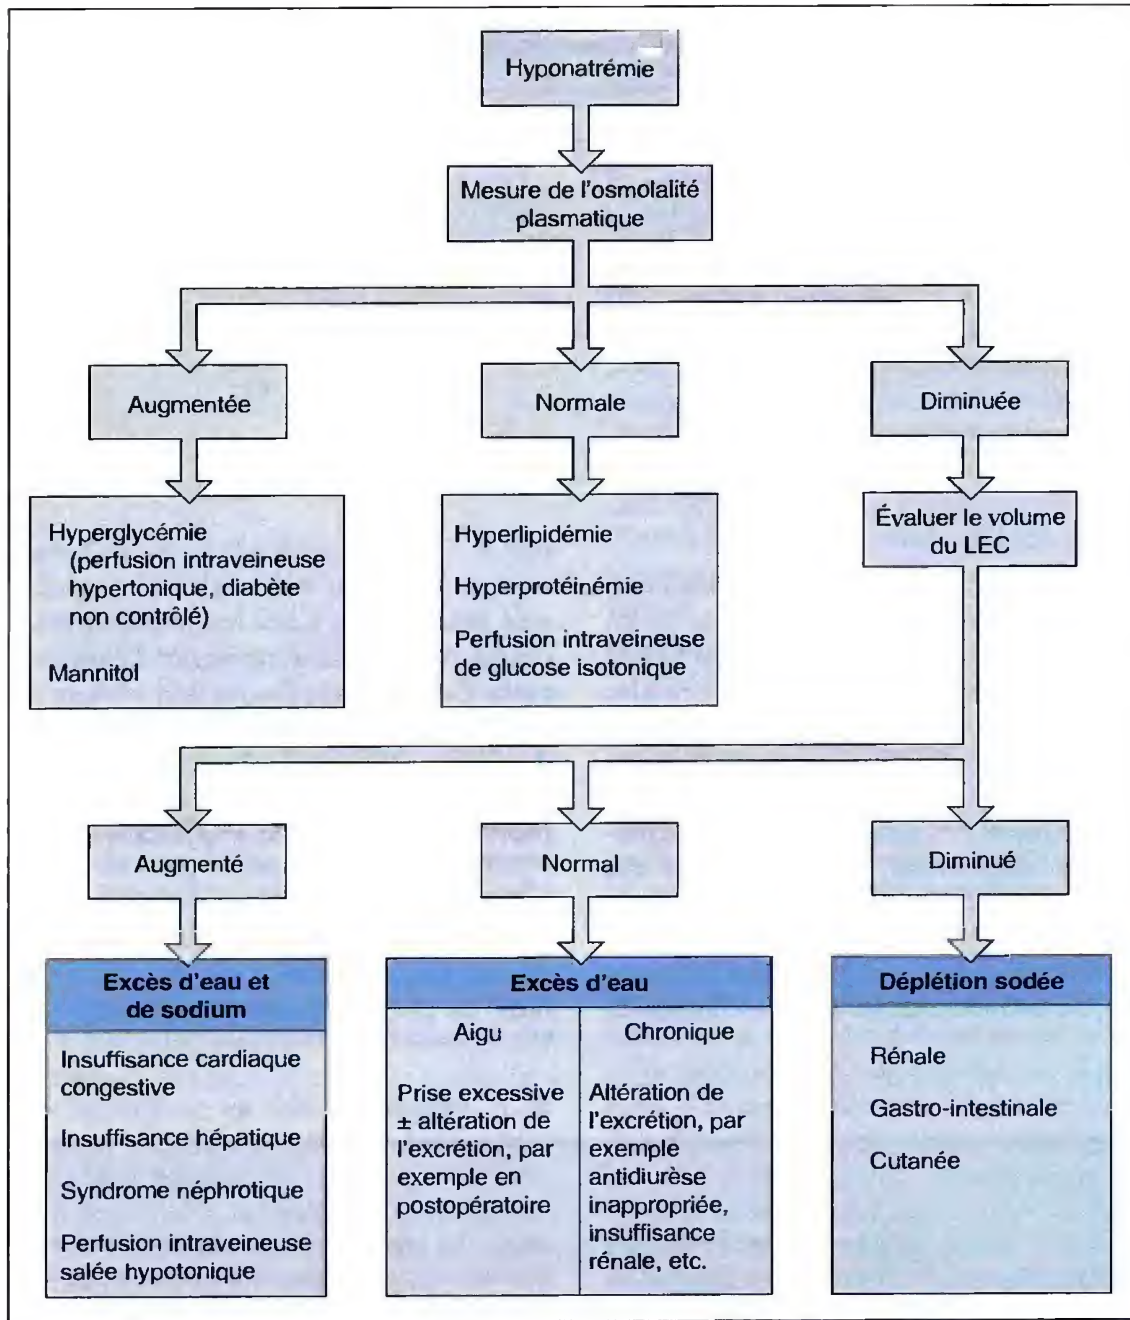 Hyponatrémie
Mesure de l'osmolalité
plasmatique
Augmentée
Normale
Diminuée
Hyperglycémie
(perfusion intraveineuse
hypertonique, diabète
non contrôlé)
Mannitol
Hyperlipidémie
Hyperprotéinémie
Perfusion intraveineuse
de glucose isotonique
Évaluer le volume
du LEC
Augmenté
Normal
Diminué
Excès d'eau et
de sodium
Insuffisance cardiaque
congestive
Insuffisance hépatique
Syndrome néphrotique
Perfusion intraveineuse
salée hypotonique
Excès d'eau
Aigu
Prise excessive
± altération de
l'excrétion, par
exemple en
postopératoire
Chronique
Altération de
l'excrétion, par
exemple
antidiurèse
inappropriée,
insuffisance
rénale, etc.
Déplétion sodée
Rénale
Gastro-intestinale
Cutanée